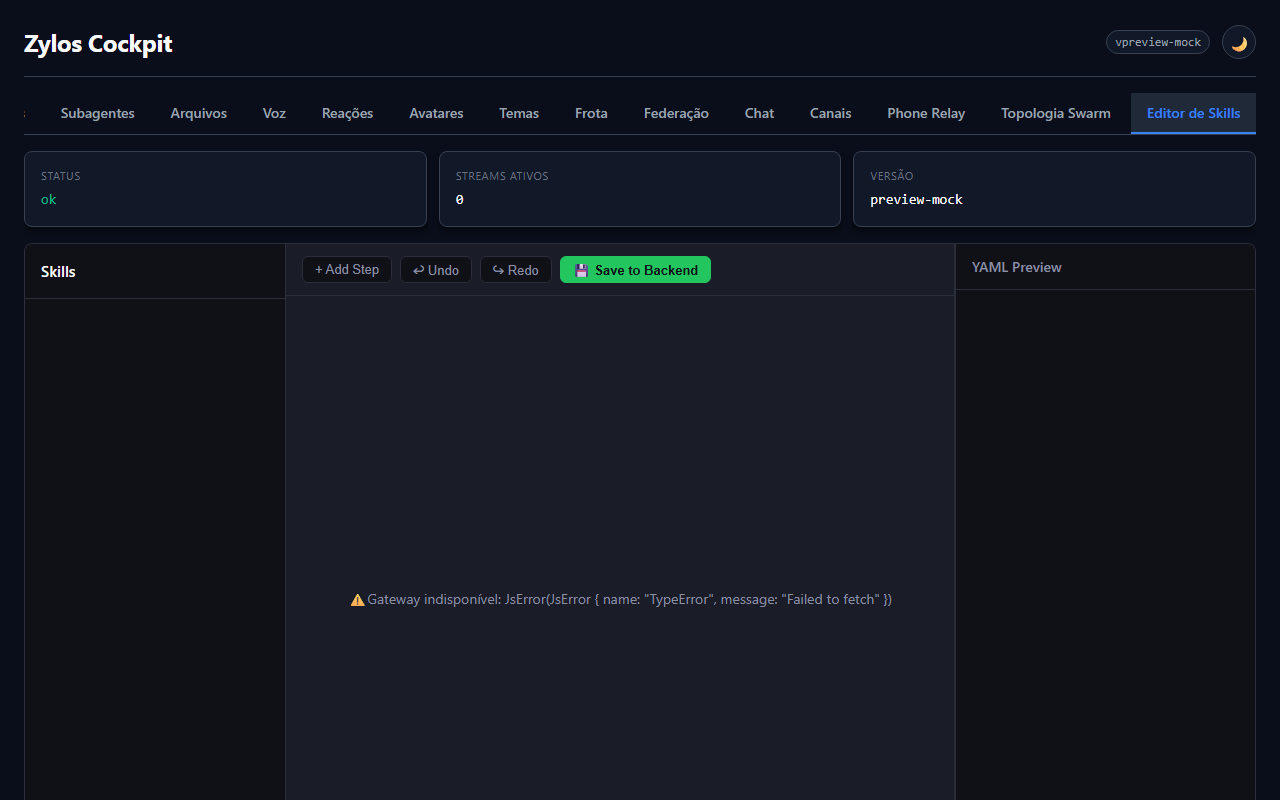 Zylos Cockpit
vpreview-mock
Subagentes Arquivos Voz Reações Avatares Temas Frota Federação Chat Canais Phone Relay Topologia Swarm Editor de Skills
STATUS
ok
STREAMS ATIVOS
0
VERSÃO
preview-mock
Skills
+ Add Step ↩ Undo ↪ Redo 💾 Save to Backend
YAML Preview
⚠️ Gateway indisponível: JsError(JsError { name: "TypeError", message: "Failed to fetch" })